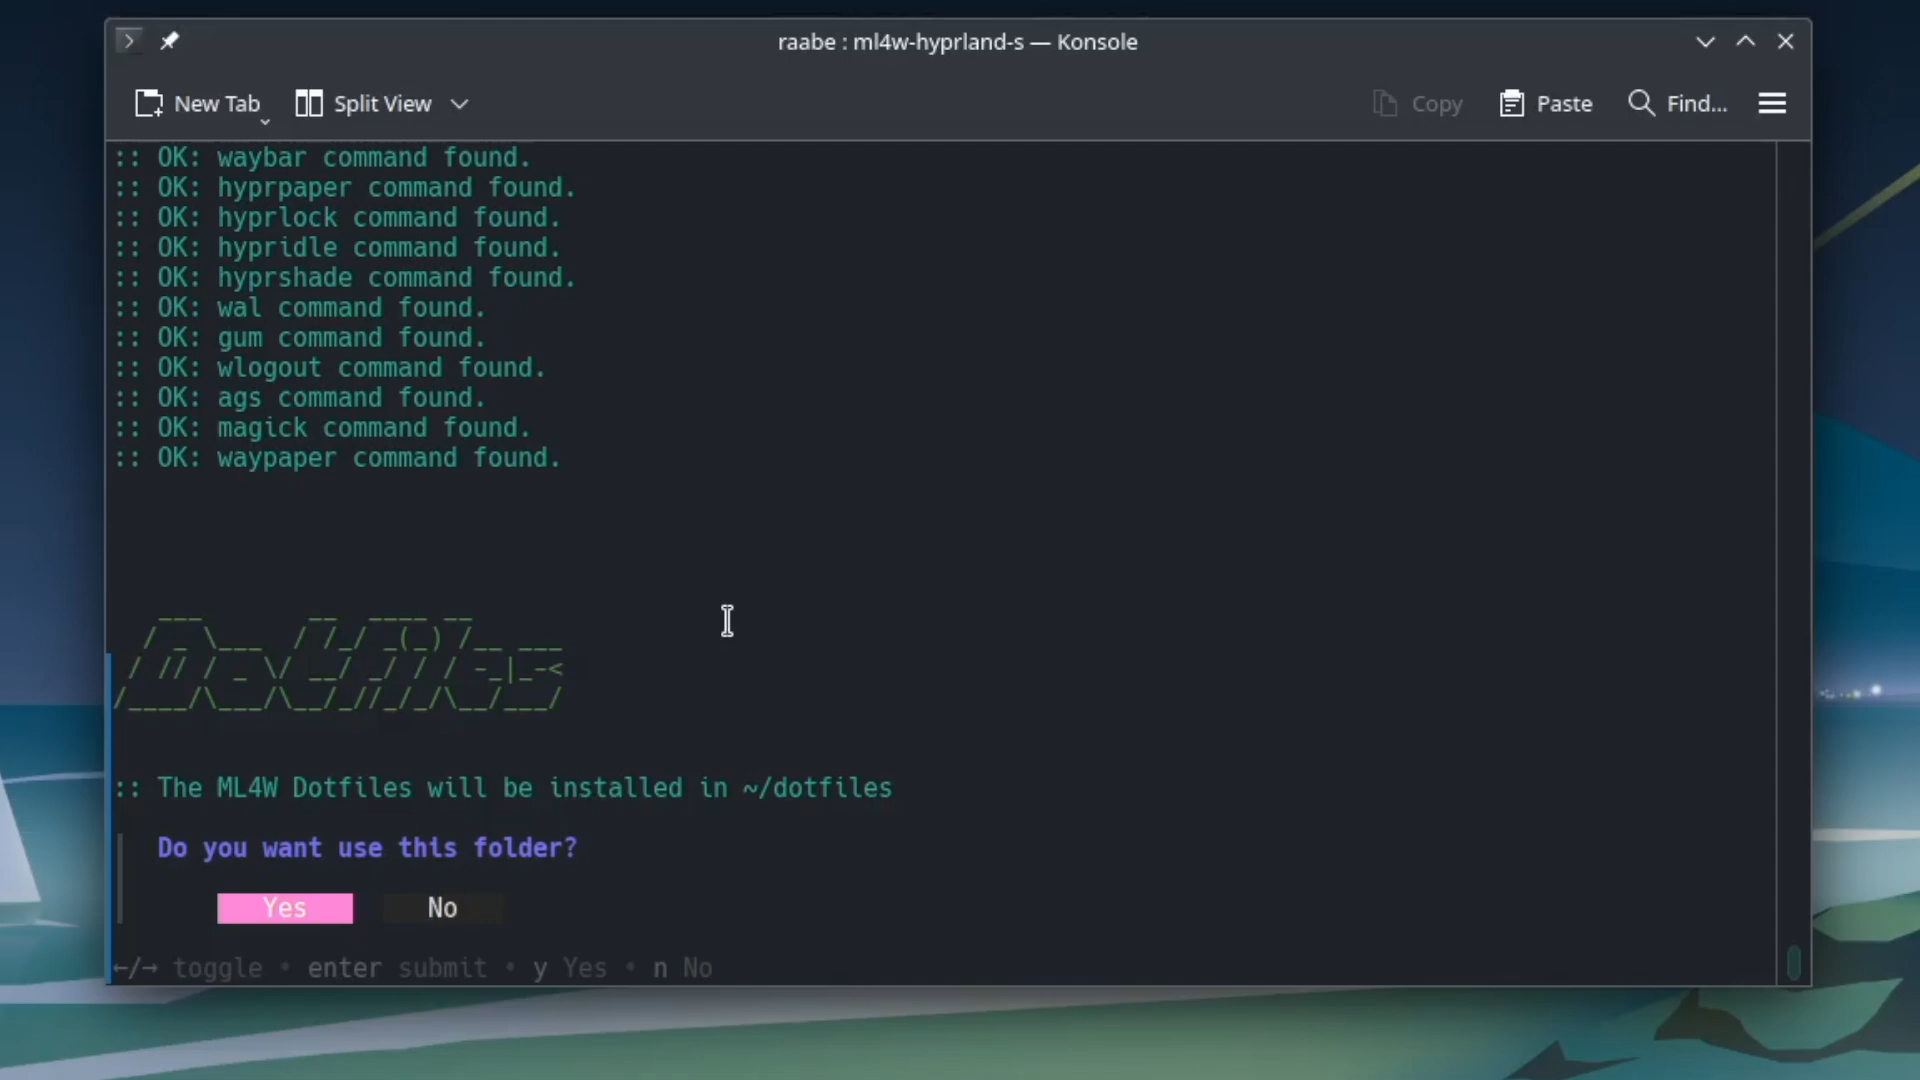 raabe : ml4w-hyprland-s — Konsole
New Tab Split View Copy Paste Find...
:: OK: waybar command found.
:: OK: hyprpaper command found.
:: OK: hyprlock command found.
:: OK: hypridle command found.
:: OK: hyprshade command found.
:: OK: wal command found.
:: OK: gum command found.
:: OK: wlogout command found.
:: OK: ags command found.
:: OK: magick command found.
:: OK: waypaper command found.
Dotfiles
:: The ML4W Dotfiles will be installed in ~/dotfiles
Do you want use this folder?
Yes No
←/→ toggle • enter submit • y Yes • n No